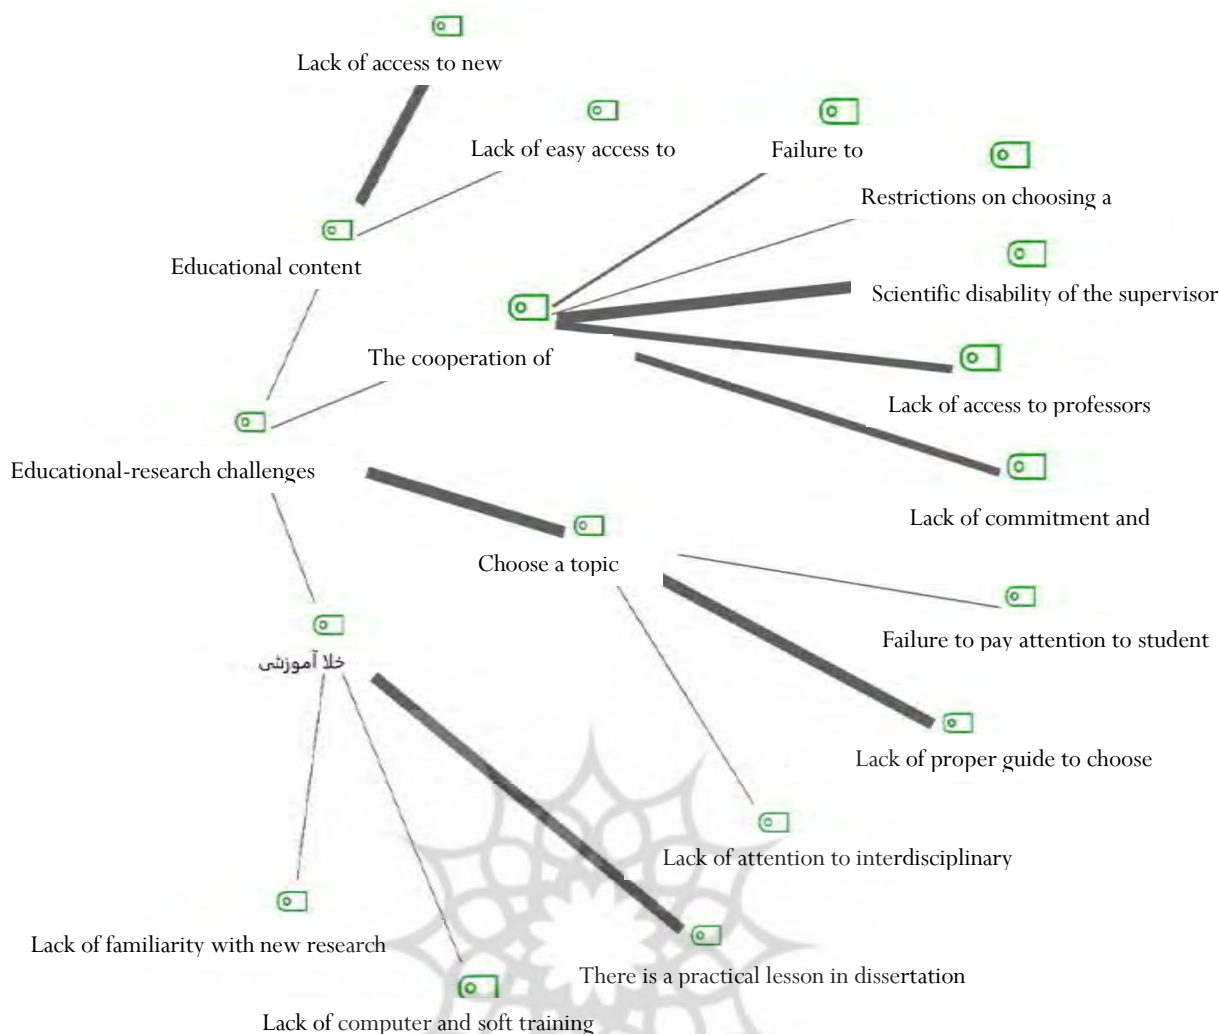 Lack of access to new
Lack of easy access to
Failure to
Restrictions on choosing a
Educational content
Scientific disability of the supervisor
The cooperation of
Lack of access to professors
Educational-research challenges
Lack of commitment and
Choose a topic
Failure to pay attention to student
خلا آموزشی
Lack of proper guide to choose
Lack of attention to interdisciplinary
Lack of familiarity with new research
There is a practical lesson in dissertation
Lack of computer and soft training